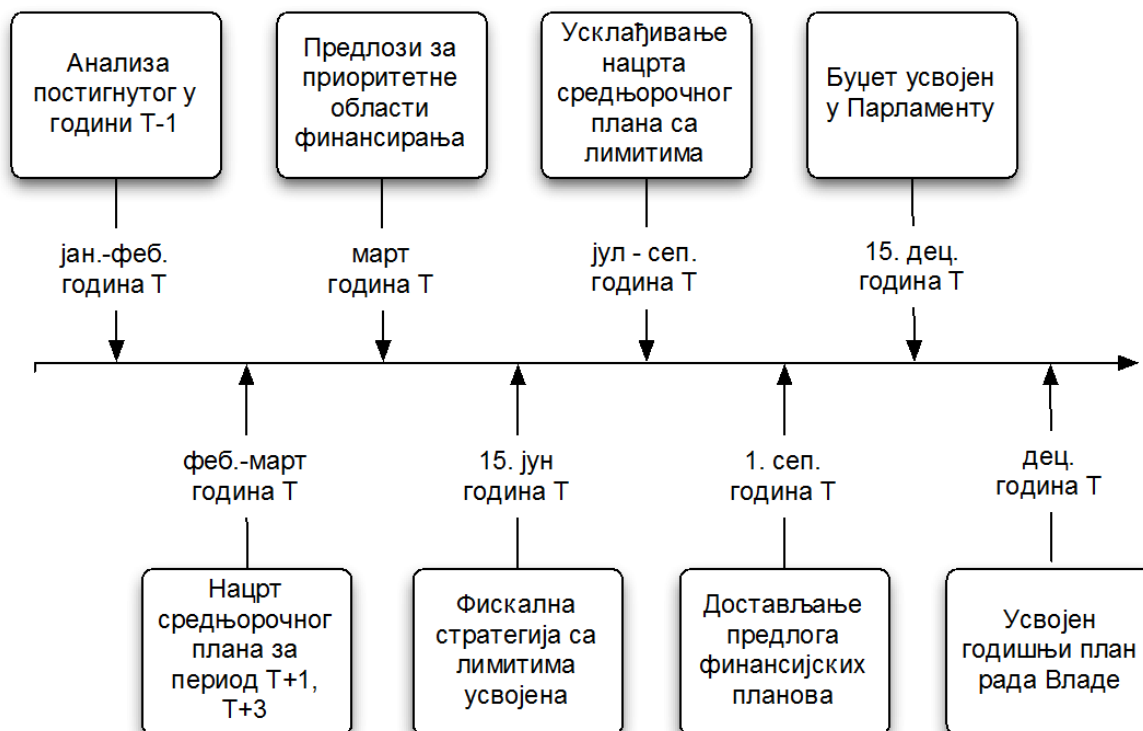 Анализа
постигнутог у
години Т-1
Предлози за
приоритетне
области
финансирања
Усклађивање
нацрта
средњорочног
плана са
лимитима
Буџет усвојен
у Парламенту
јан.-феб.
година Т
март
година Т
јул - сеп.
година Т
15. дец.
година Т
феб.-март
година Т
15. јун
година Т
1. сеп.
година Т
дец.
година Т
Нацрт
средњорочног
плана за
период Т+1,
Т+3
Фискална
стратегија са
лимитима
усвојена
Достављање
предлога
финансијских
планова
Усвојен
годишњи план
рада Владе